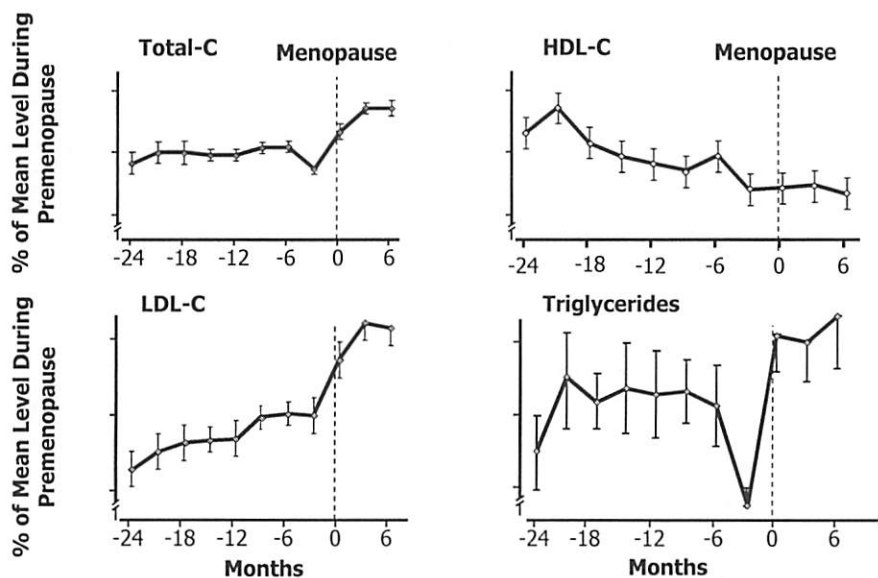 Total-C
Menopause
% of Mean Level During
Premenopause
-24 -18 -12 -6 0 6
HDL-C
Menopause
-24 -18 -12 -6 0 6
LDL-C
% of Mean Level During
Premenopause
-24 -18 -12 -6 0 6
Months
Triglycerides
-24 -18 -12 -6 0 6
Months